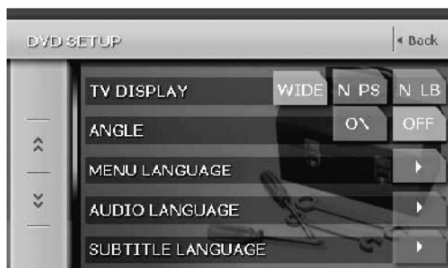 DVD SETUP
Back
TV DISPLAY WIDE N PS N LB
ANGLE ON OFF
MENU LANGUAGE
AUDIO LANGUAGE
SUBTITLE LANGUAGE